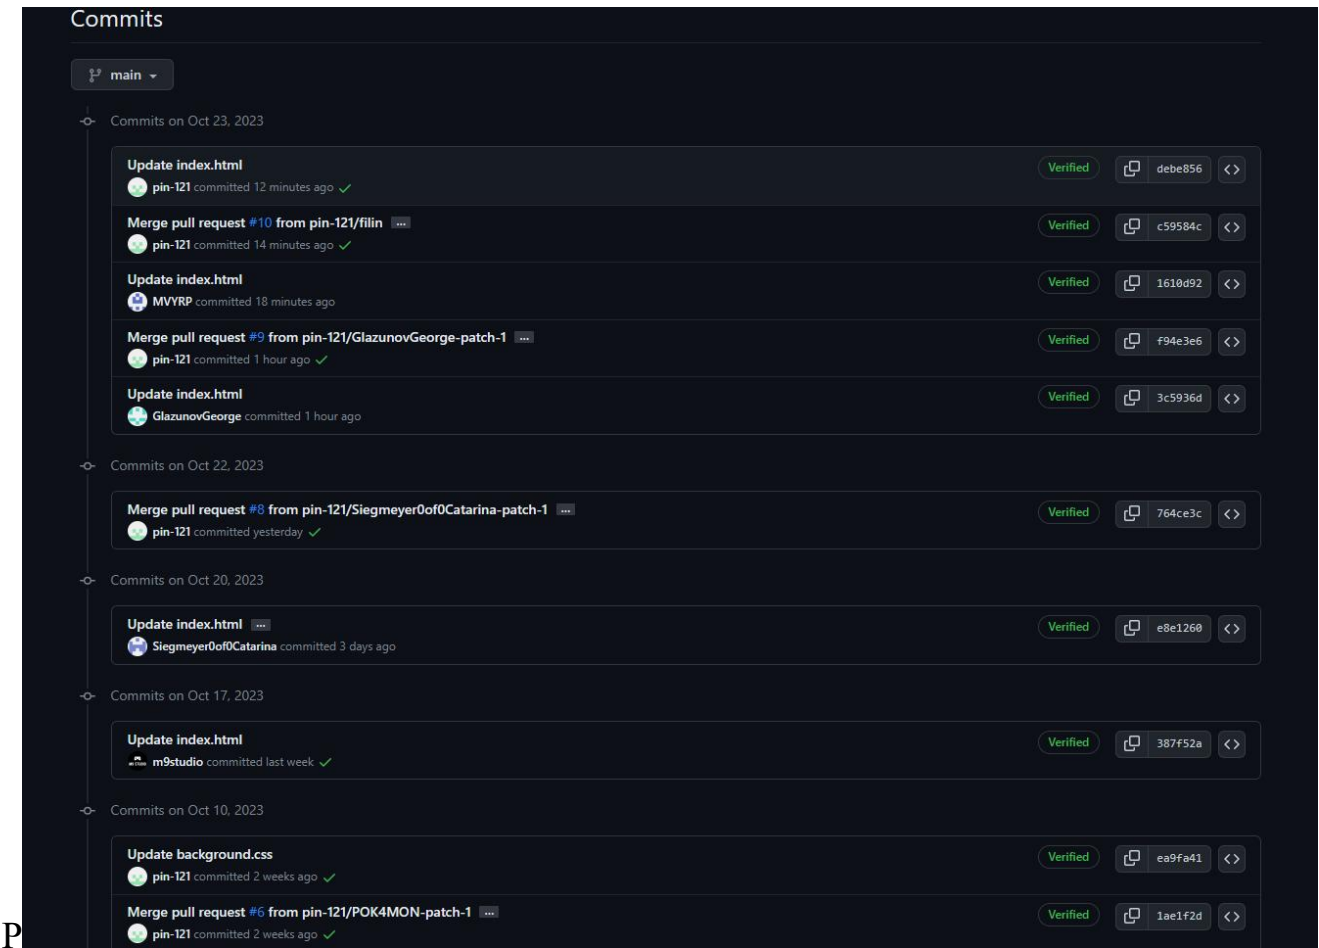 Commits
main
Commits on Oct 23, 2023
Update index.html
Verified debe856
pin-121 committed 12 minutes ago
Merge pull request #10 from pin-121/filin ...
Verified c59584c
pin-121 committed 14 minutes ago
Update index.html
Verified 1610d92
MVYRP committed 18 minutes ago
Merge pull request #9 from pin-121/GlazunovGeorge-patch-1 ...
Verified f94e3e6
pin-121 committed 1 hour ago
Update index.html
Verified 3c5936d
GlazunovGeorge committed 1 hour ago
Commits on Oct 22, 2023
Merge pull request #8 from pin-121/Siegmeyer0of0Catarina-patch-1 ...
Verified 764ce3c
pin-121 committed yesterday
Commits on Oct 20, 2023
Update index.html ...
Verified e8e1260
Siegmeyer0of0Catarina committed 3 days ago
Commits on Oct 17, 2023
Update index.html
Verified 387f52a
m9studio committed last week
Commits on Oct 10, 2023
Update background.css
Verified ea9fa41
pin-121 committed 2 weeks ago
Merge pull request #6 from pin-121/POK4MON-patch-1 ...
Verified 1ae1f2d
pin-121 committed 2 weeks ago
P